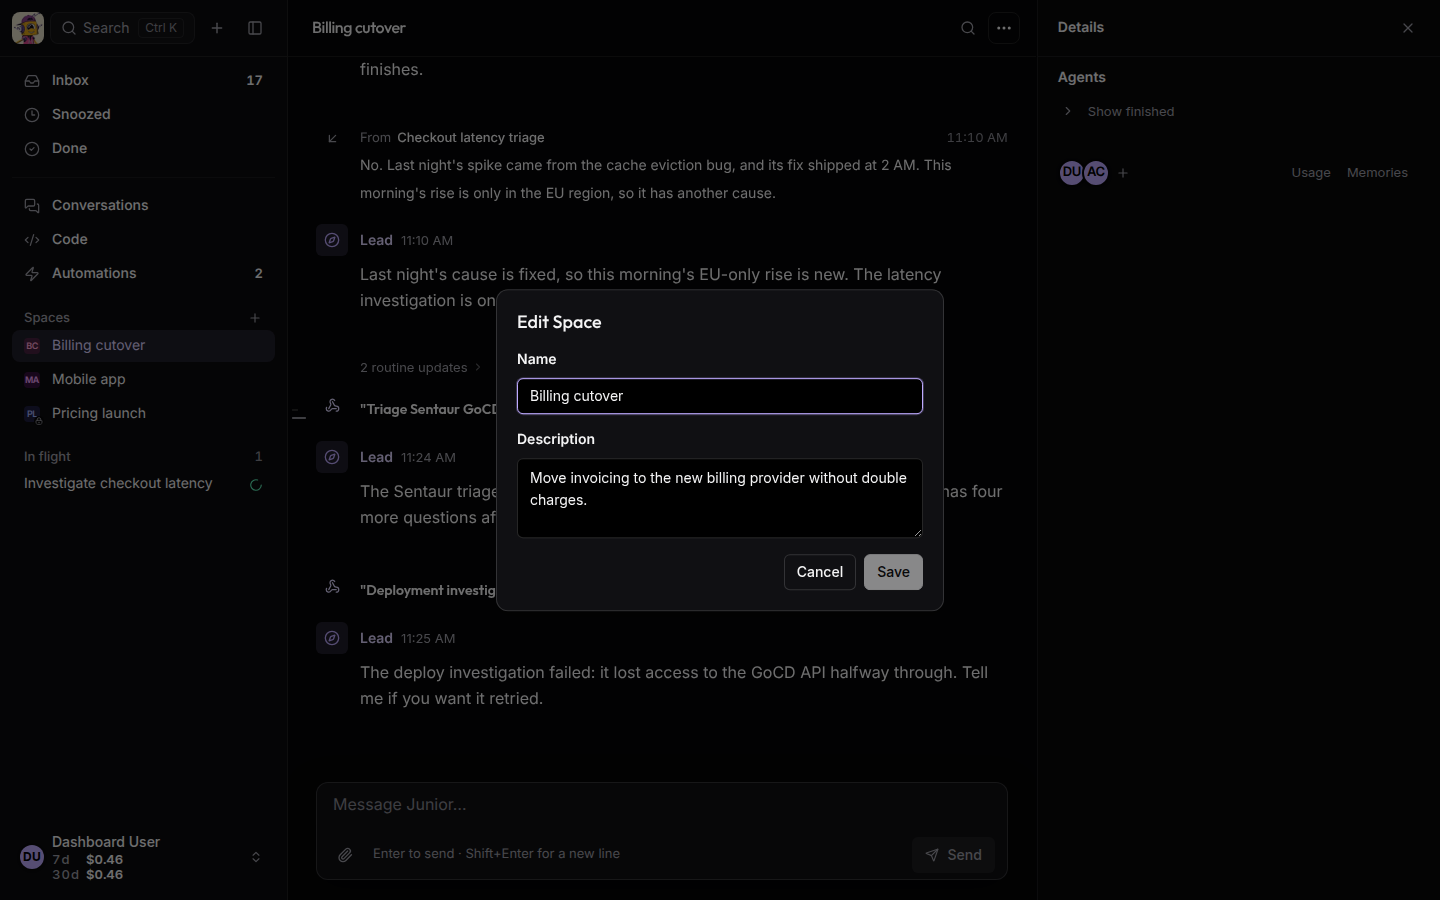 Search Ctrl K
Inbox 17
Snoozed
Done
Conversations
Code
Automations 2
Spaces
BC Billing cutover
MA Mobile app
PL Pricing launch
In flight 1
Investigate checkout latency
DU Dashboard User
7d $0.46
30d $0.46
Billing cutover
finishes.
From Checkout latency triage 11:10 AM
No. Last night's spike came from the cache eviction bug, and its fix shipped at 2 AM. This
morning's rise is only in the EU region, so it has another cause.
Lead 11:10 AM
Last night's cause is fixed, so this morning's EU-only rise is new. The latency
investigation is on
2 routine updates
"Triage Sentaur GoCD
Lead 11:24 AM
The Sentaur triage has four
more questions af
"Deployment investig
Lead 11:25 AM
The deploy investigation failed: it lost access to the GoCD API halfway through. Tell
me if you want it retried.
Message Junior...
Enter to send · Shift+Enter for a new line
Send
Edit Space
Name
Billing cutover
Description
Move invoicing to the new billing provider without double
charges.
Cancel Save
Details
Agents
Show finished
DU AC Usage Memories